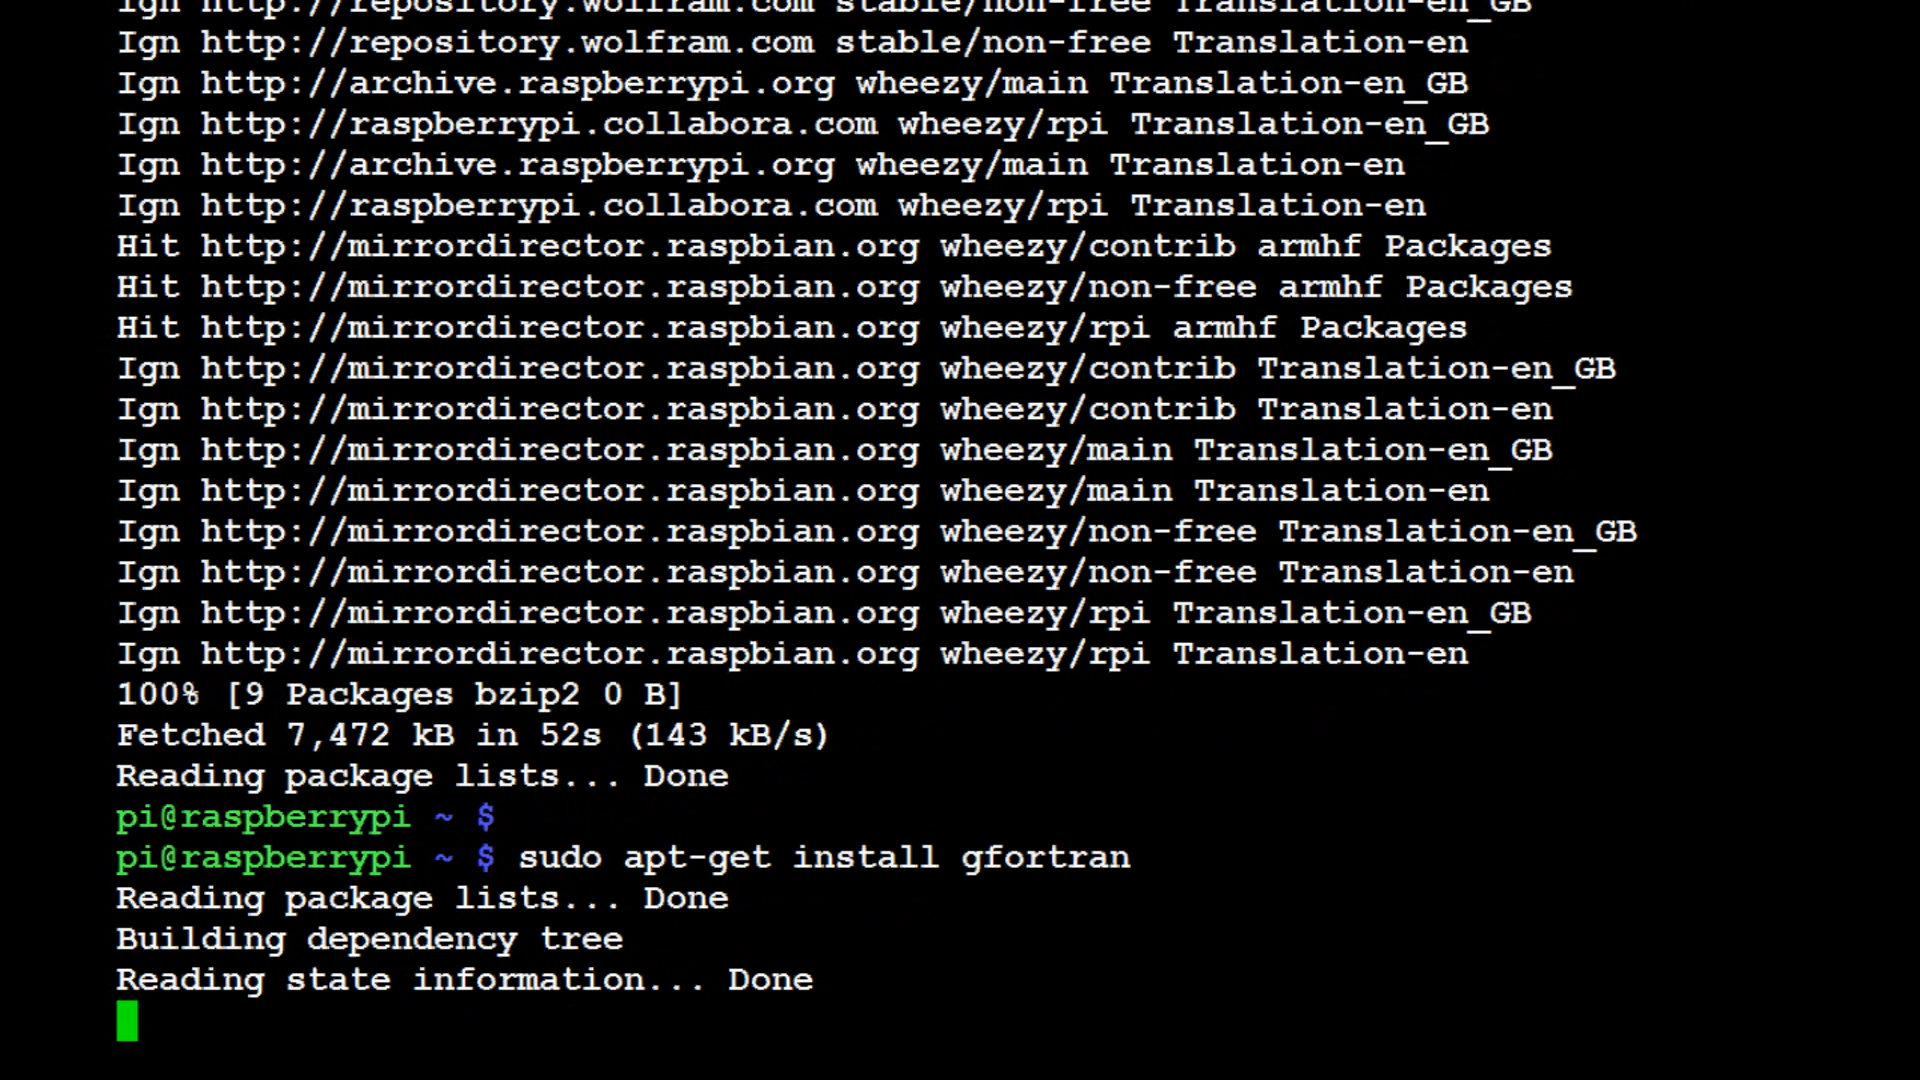 Ign http://repository.wolfram.com stable/non-free Translation-en_GB
Ign http://repository.wolfram.com stable/non-free Translation-en
Ign http://archive.raspberrypi.org wheezy/main Translation-en_GB
Ign http://raspberrypi.collabora.com wheezy/rpi Translation-en_GB
Ign http://archive.raspberrypi.org wheezy/main Translation-en
Ign http://raspberrypi.collabora.com wheezy/rpi Translation-en
Hit http://mirrordirector.raspbian.org wheezy/contrib armhf Packages
Hit http://mirrordirector.raspbian.org wheezy/non-free armhf Packages
Hit http://mirrordirector.raspbian.org wheezy/rpi armhf Packages
Ign http://mirrordirector.raspbian.org wheezy/contrib Translation-en_GB
Ign http://mirrordirector.raspbian.org wheezy/contrib Translation-en
Ign http://mirrordirector.raspbian.org wheezy/main Translation-en_GB
Ign http://mirrordirector.raspbian.org wheezy/main Translation-en
Ign http://mirrordirector.raspbian.org wheezy/non-free Translation-en_GB
Ign http://mirrordirector.raspbian.org wheezy/non-free Translation-en
Ign http://mirrordirector.raspbian.org wheezy/rpi Translation-en_GB
Ign http://mirrordirector.raspbian.org wheezy/rpi Translation-en
100% [9 Packages bzip2 0 B]
Fetched 7,472 kB in 52s (143 kB/s)
Reading package lists... Done
pi@raspberrypi ~ $
pi@raspberrypi ~ $ sudo apt-get install gfortran
Reading package lists... Done
Building dependency tree
Reading state information... Done